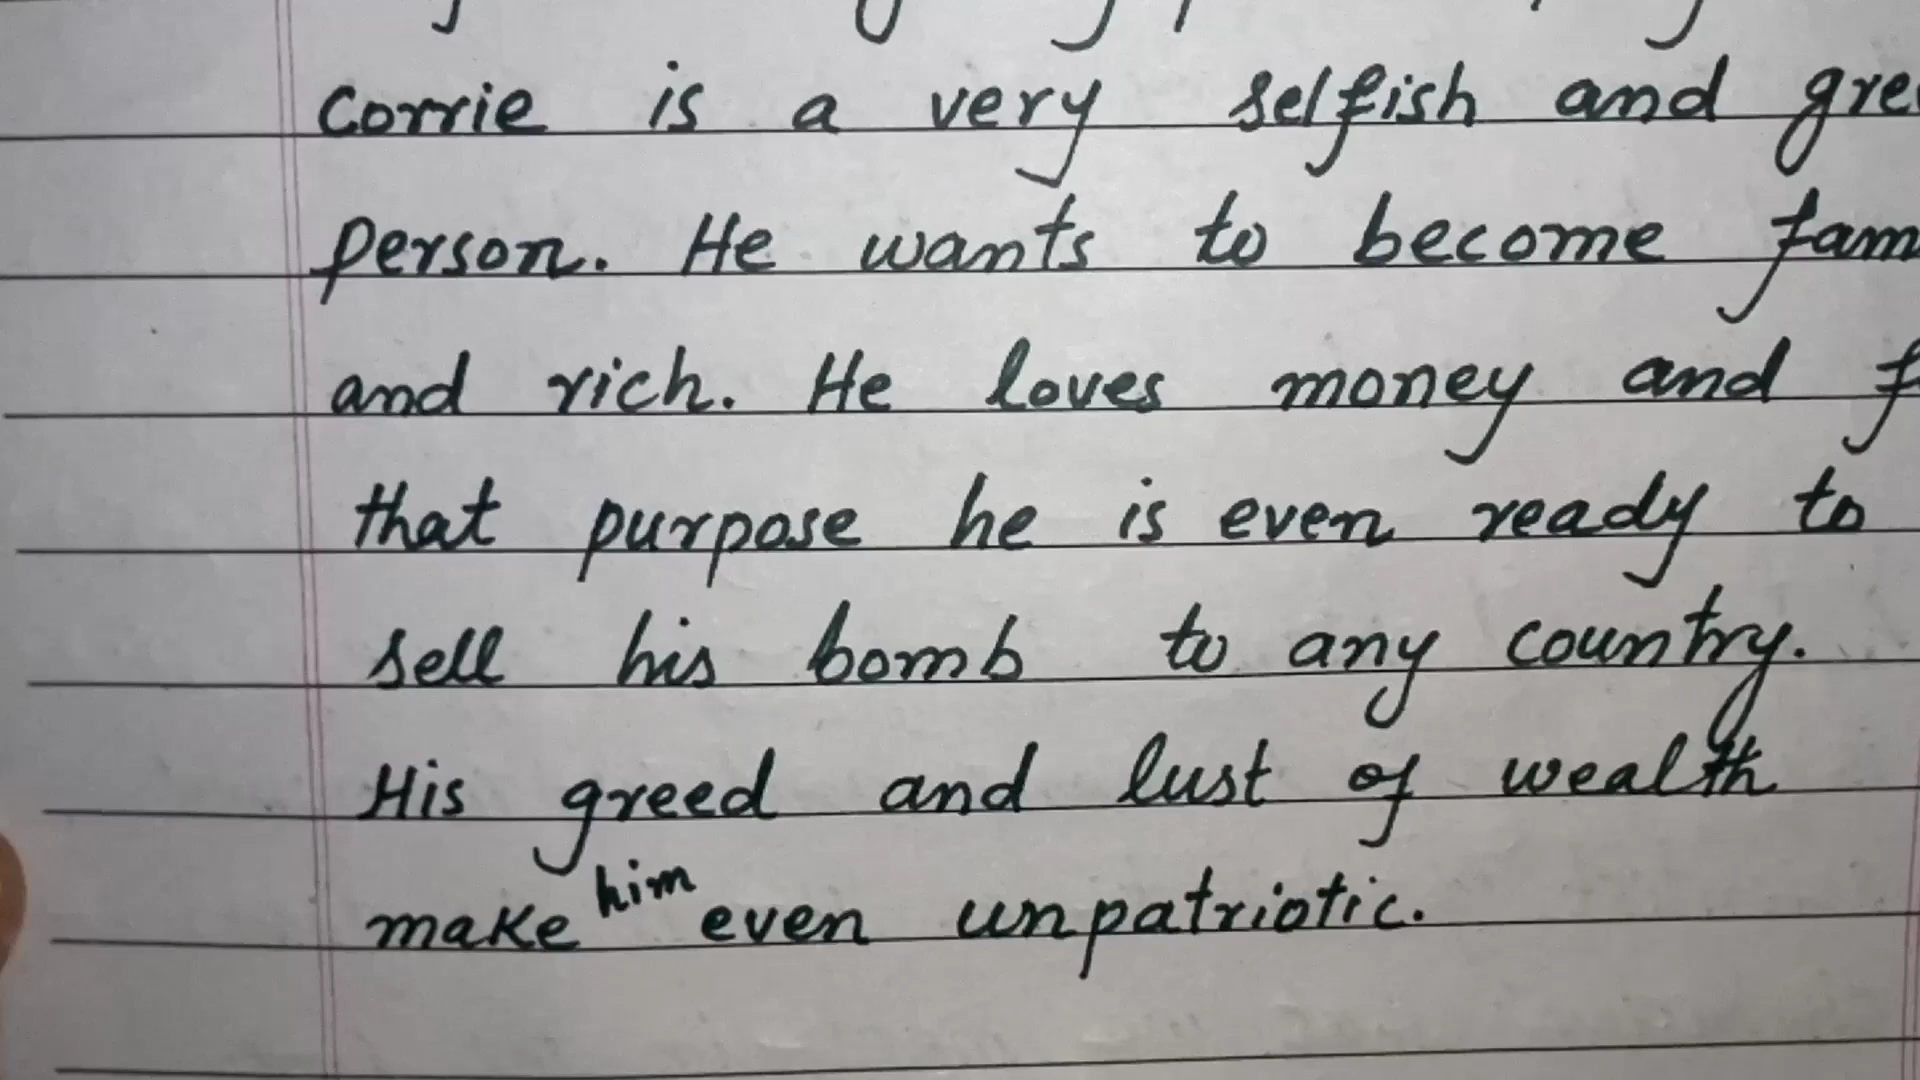 Corrie is a very selfish and
person. He wants to become
and rich. He loves money and
that purpose he is even ready to
sell his bomb to any country.
His greed and lust of wealth
make him even unpatriotic.